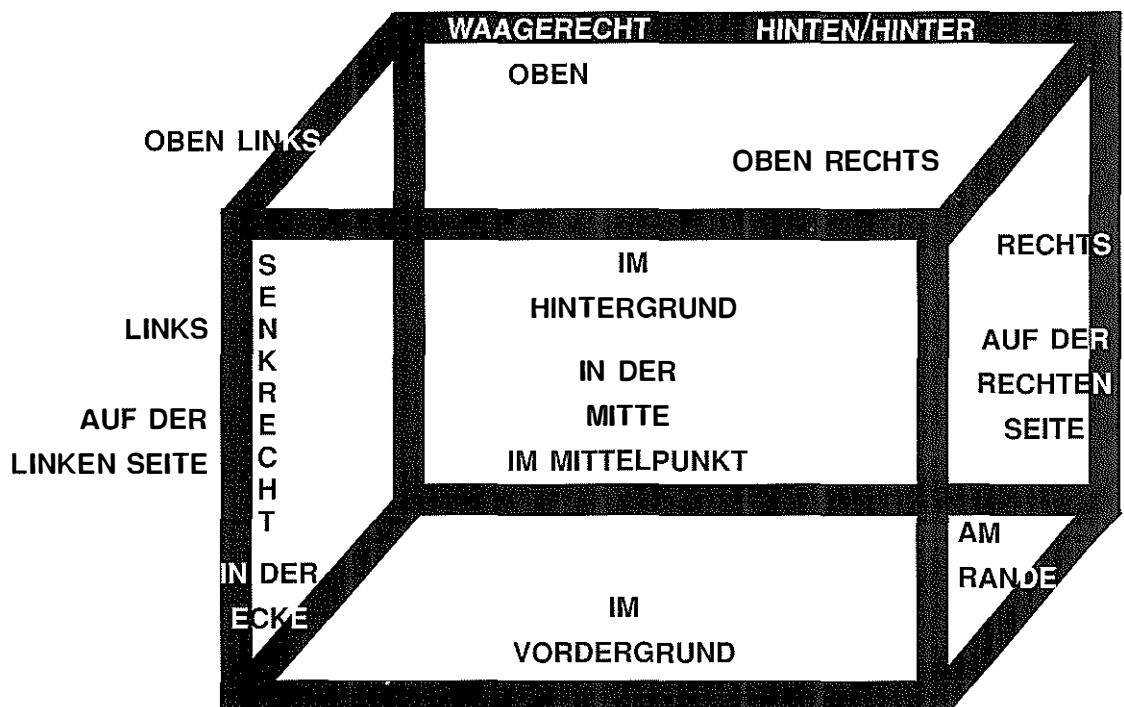 WAAGERECHT HINTEN/HINTER
OBEN
OBEN LINKS
OBEN RECHTS
SENKRECHT
IM
HINTERGRUND
RECHTS
LINKS
IN DER
MITTE
IM MITTELPUNKT
AUF DER
RECHTEN
SEITE
AUF DER
LINKEN SEITE
IN DER
ECKE
IM
VORDERGRUND
AM
RANDE